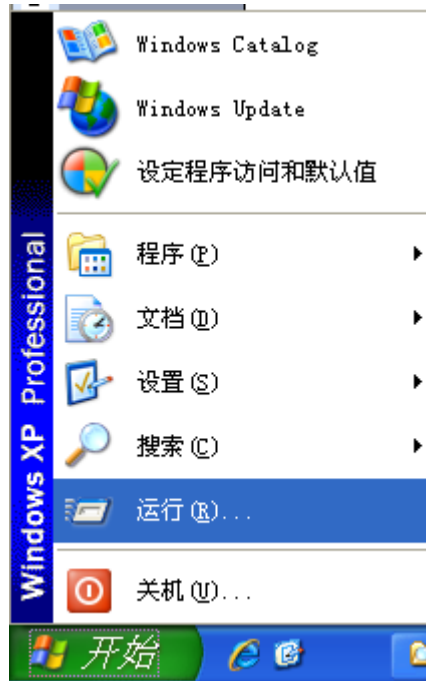 Windows Catalog
Windows Update
设定程序访问和默认值
程序(P)
文档(D)
设置(S)
搜索(C)
运行(R)...
关机(U)...
Windows XP Professional
开始